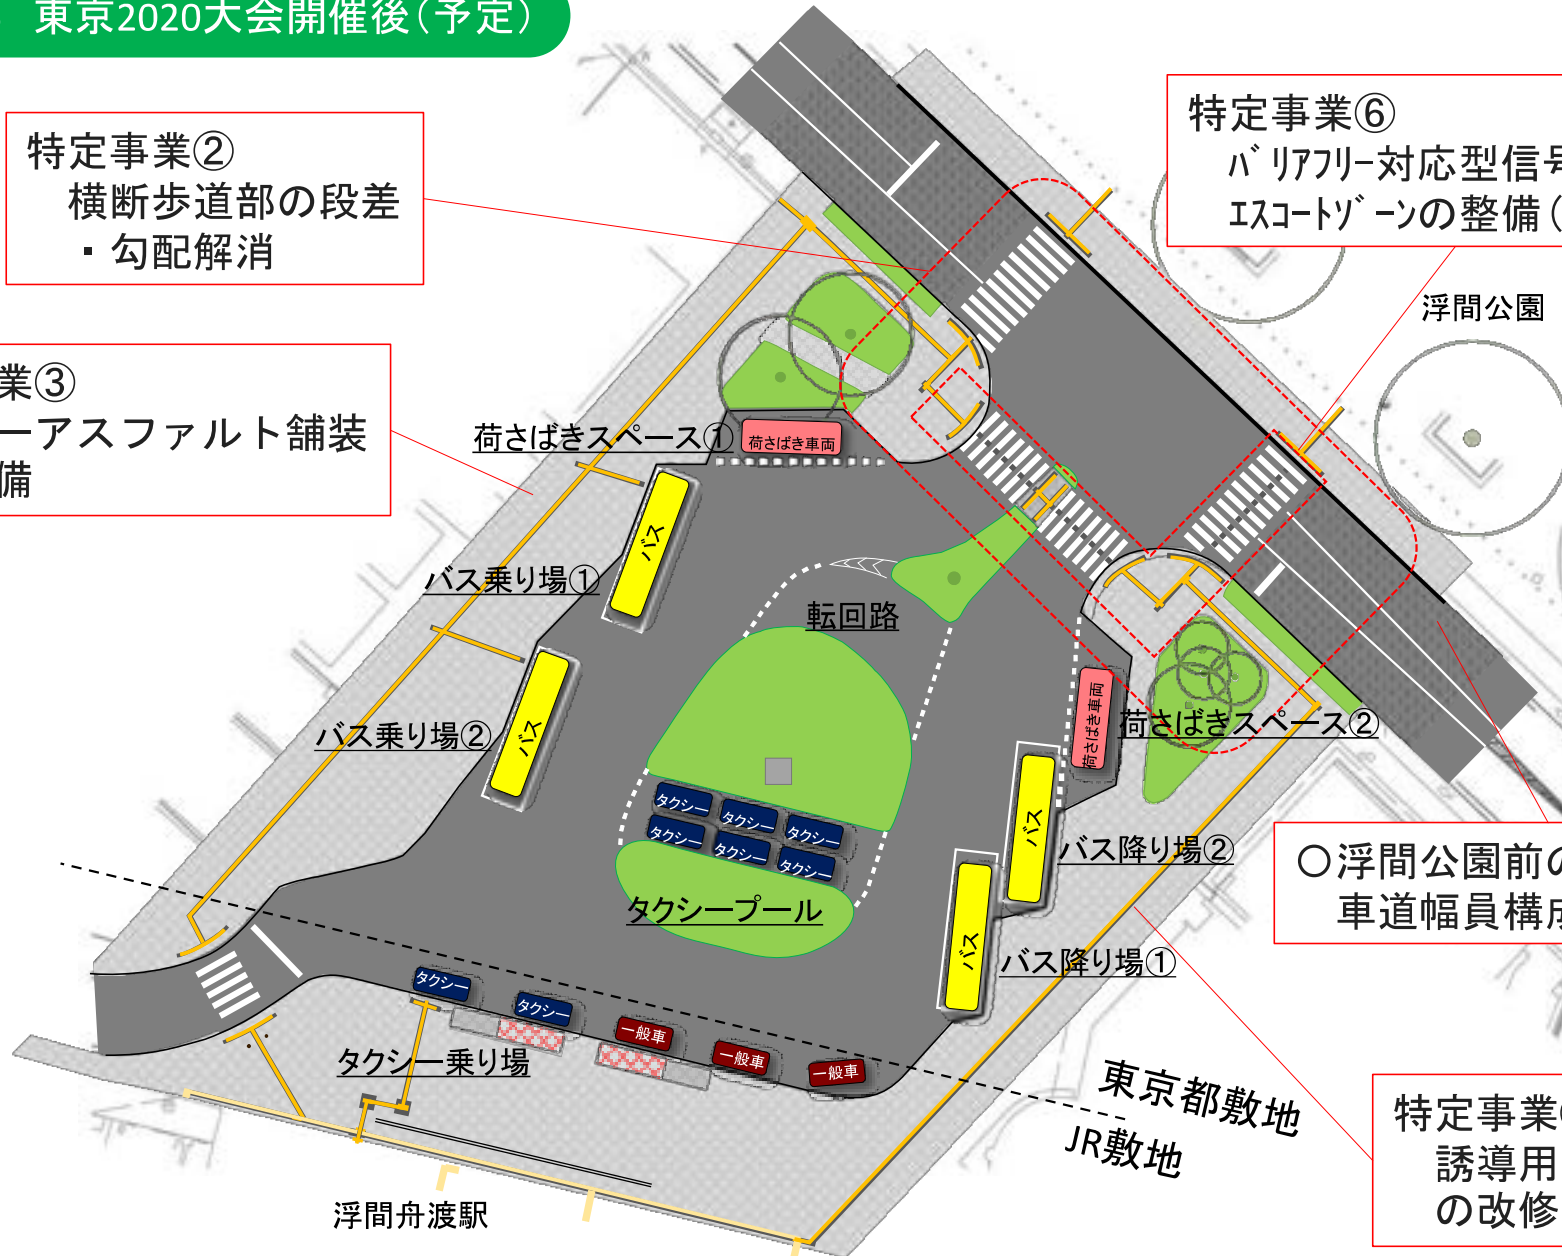 東京2020大会開催後(予定)
特定事業②
横断歩道部の段差
・勾配解消
特定事業⑥
バリアフリー対応型信号
エスコートゾーンの整備(
浮間公園
業③
ーアスファルト舗装
備
荷さばきスペース①
荷さばき車両
バス
バス乗り場①
転回路
バス
バス乗り場②
荷さばき車両
荷さばきスペース②
タクシー
タクシー
タクシー
タクシー
タクシー
タクシー
タクシープール
バス
バス降り場②
バス
バス降り場①
〇浮間公園前の
車道幅員構成
タクシー
タクシー
一般車
一般車
一般車
タクシー乗り場
東京都敷地
JR敷地
特定事業
誘導用
の改修
浮間舟渡駅